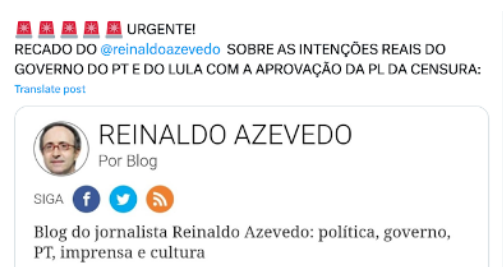 🚨 🚨 🚨 🚨 🚨 URGENTE!
RECADO DO @reinaldoazevedo SOBRE AS INTENÇÕES REAIS DO
GOVERNO DO PT E DO LULA COM A APROVAÇÃO DA PL DA CENSURA:
Translate post
REINALDO AZEVEDO
Por Blog
SIGA
Blog do jornalista Reinaldo Azevedo: política, governo,
PT, imprensa e cultura